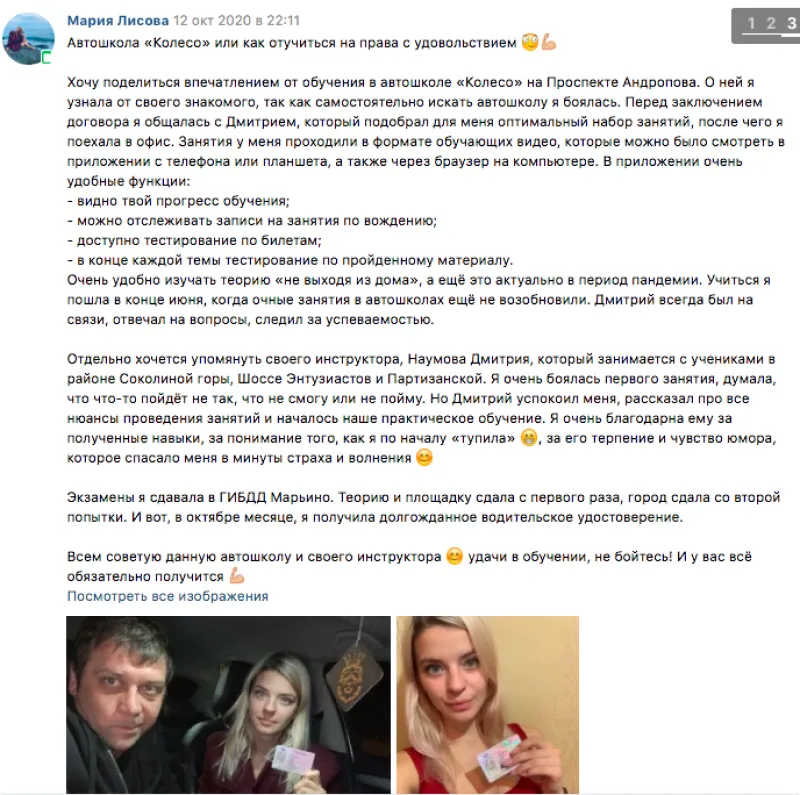 Мария Лисова 12 окт 2020 в 22:11
1 2 3
Автошкола «Колесо» или как отучиться на права с удовольствием
Хочу поделиться впечатлением от обучения в автошколе «Колесо» на Проспекте Андропова. О ней я
узнала от своего знакомого, так как самостоятельно искать автошколу я боялась. Перед заключением
договора я общалась с Дмитрием, который подобрал для меня оптимальный набор занятий, после чего я
поехала в офис. Занятия у меня проходили в формате обучающих видео, которые можно было смотреть в
приложении с телефона или планшета, а также через браузер на компьютере. В приложении очень
удобные функции:
- видно твой прогресс обучения;
- можно отслеживать записи на занятия по вождению;
- доступно тестирование по билетам;
- в конце каждой темы тестирование по пройденному материалу.
Очень удобно изучать теорию «не выходя из дома», а ещё это актуально в период пандемии. Учиться я
пошла в конце июня, когда очные занятия в автошколах ещё не возобновили. Дмитрий всегда был на
связи, отвечал на вопросы, следил за успеваемостью.
Отдельно хочется упомянуть своего инструктора, Наумова Дмитрия, который занимается с учениками в
районе Соколиной горы, Шоссе Энтузиастов и Партизанской. Я очень боялась первого занятия, думала,
что что-то пойдёт не так, что не смогу или не пойму. Но Дмитрий успокоил меня, рассказал про все
нюансы проведения занятий и началось наше практическое обучение. Я очень благодарна ему за
полученные навыки, за понимание того, как я по началу «тупила» 😁, за его терпение и чувство юмора,
которое спасало меня в минуты страха и волнения 😊
Экзамены я сдавала в ГИБДД Марьино. Теорию и площадку сдала с первого раза, город сдала со второй
попытки. И вот, в октябре месяце, я получила долгожданное водительское удостоверение.
Всем советую данную автошколу и своего инструктора 😊 удачи в обучении, не бойтесь! И у вас всё
обязательно получится 💪
Посмотреть все изображения